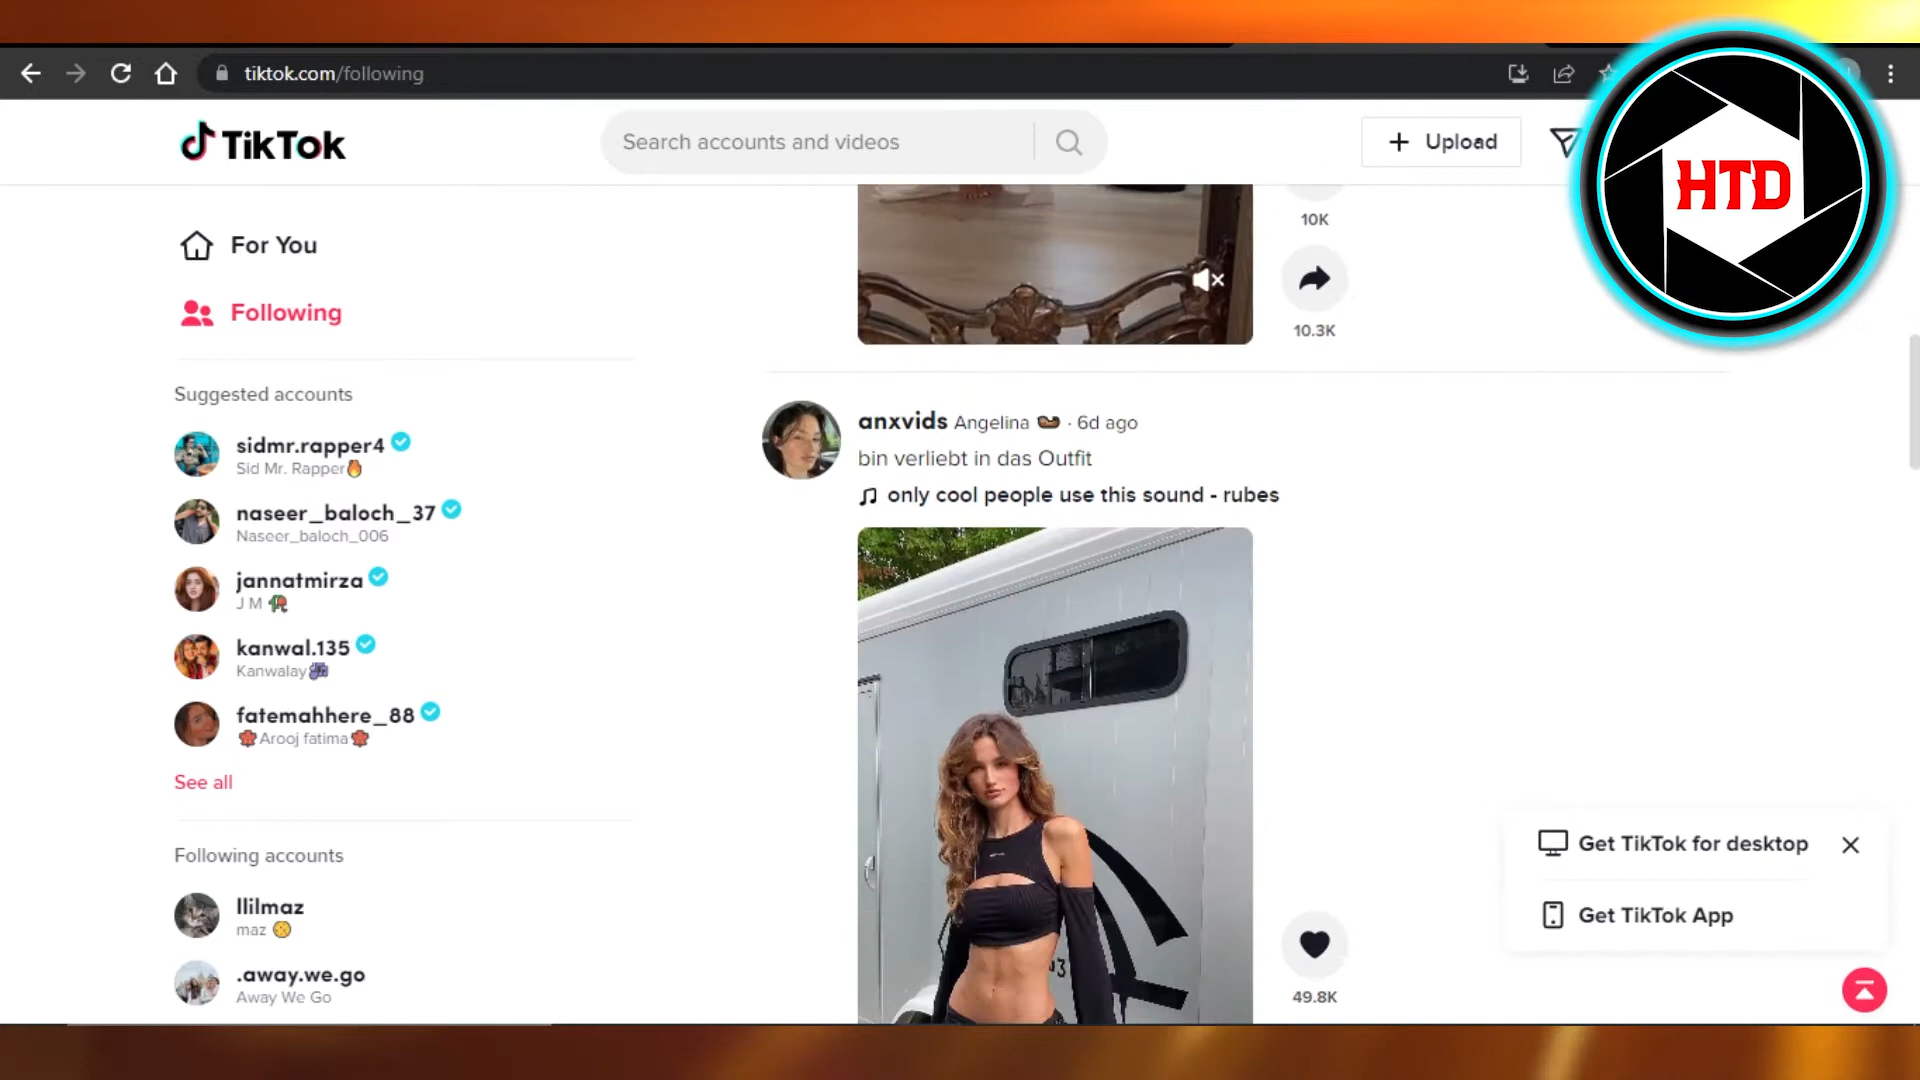 tiktok.com/following
TikTok
Search accounts and videos
+ Upload
HTD
For You
Following
Suggested accounts
sidmr.rapper4
Sid Mr. Rapper🔥
naseer_baloch_37
Naseer_baloch_006
jannatmirza
J M
kanwal.135
Kanwalay
fatemahhere_88
Arooj fatima
See all
Following accounts
llilmaz
maz
.away.we.go
Away We Go
10K
10.3K
anxvids Angelina · 6d ago
bin verliebt in das Outfit
only cool people use this sound - rubes
49.8K
Get TikTok for desktop
Get TikTok App